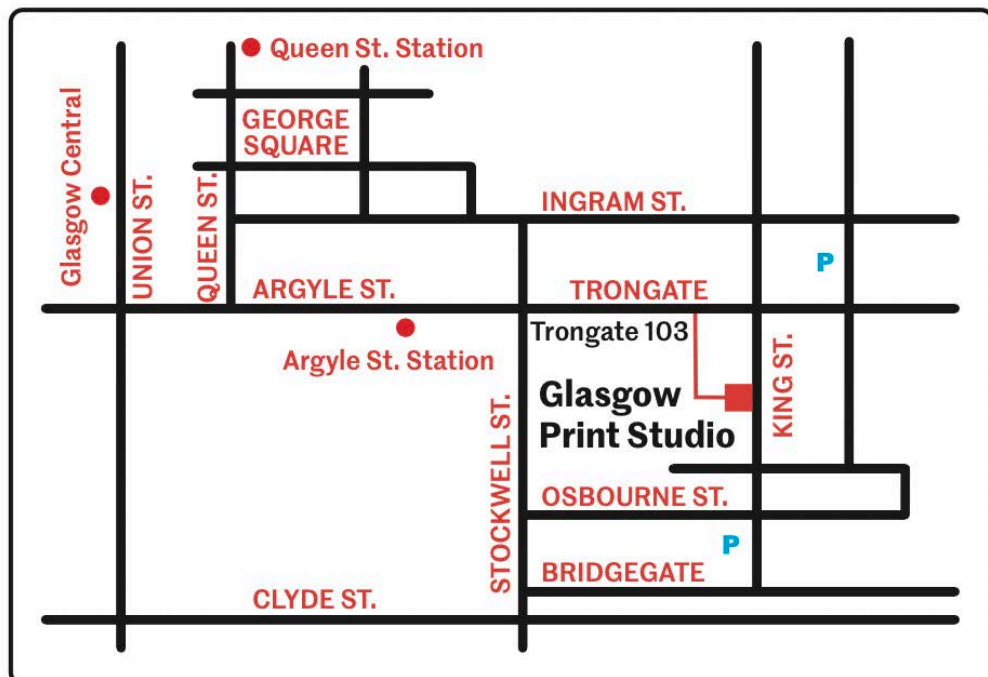 Queen St. Station
Glasgow Central
GEORGE
SQUARE
UNION ST.
QUEEN ST.
INGRAM ST.
P
ARGYLE ST.
TRONGATE
Trongate 103
Argyle St. Station
KING ST.
Glasgow
Print Studio
STOCKWELL ST.
OSBOURNE ST.
P
BRIDGEGATE
CLYDE ST.